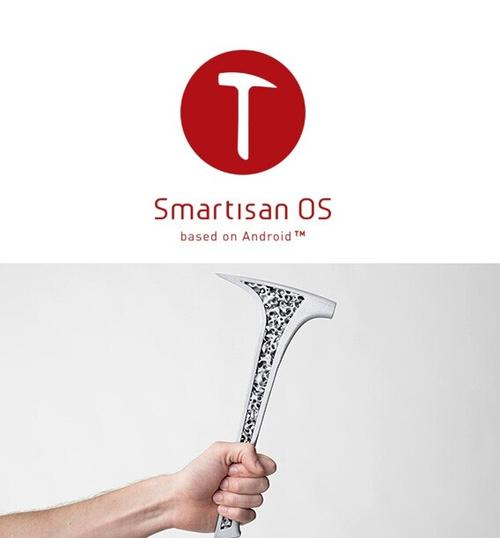 Smartisan OS
based on Android™